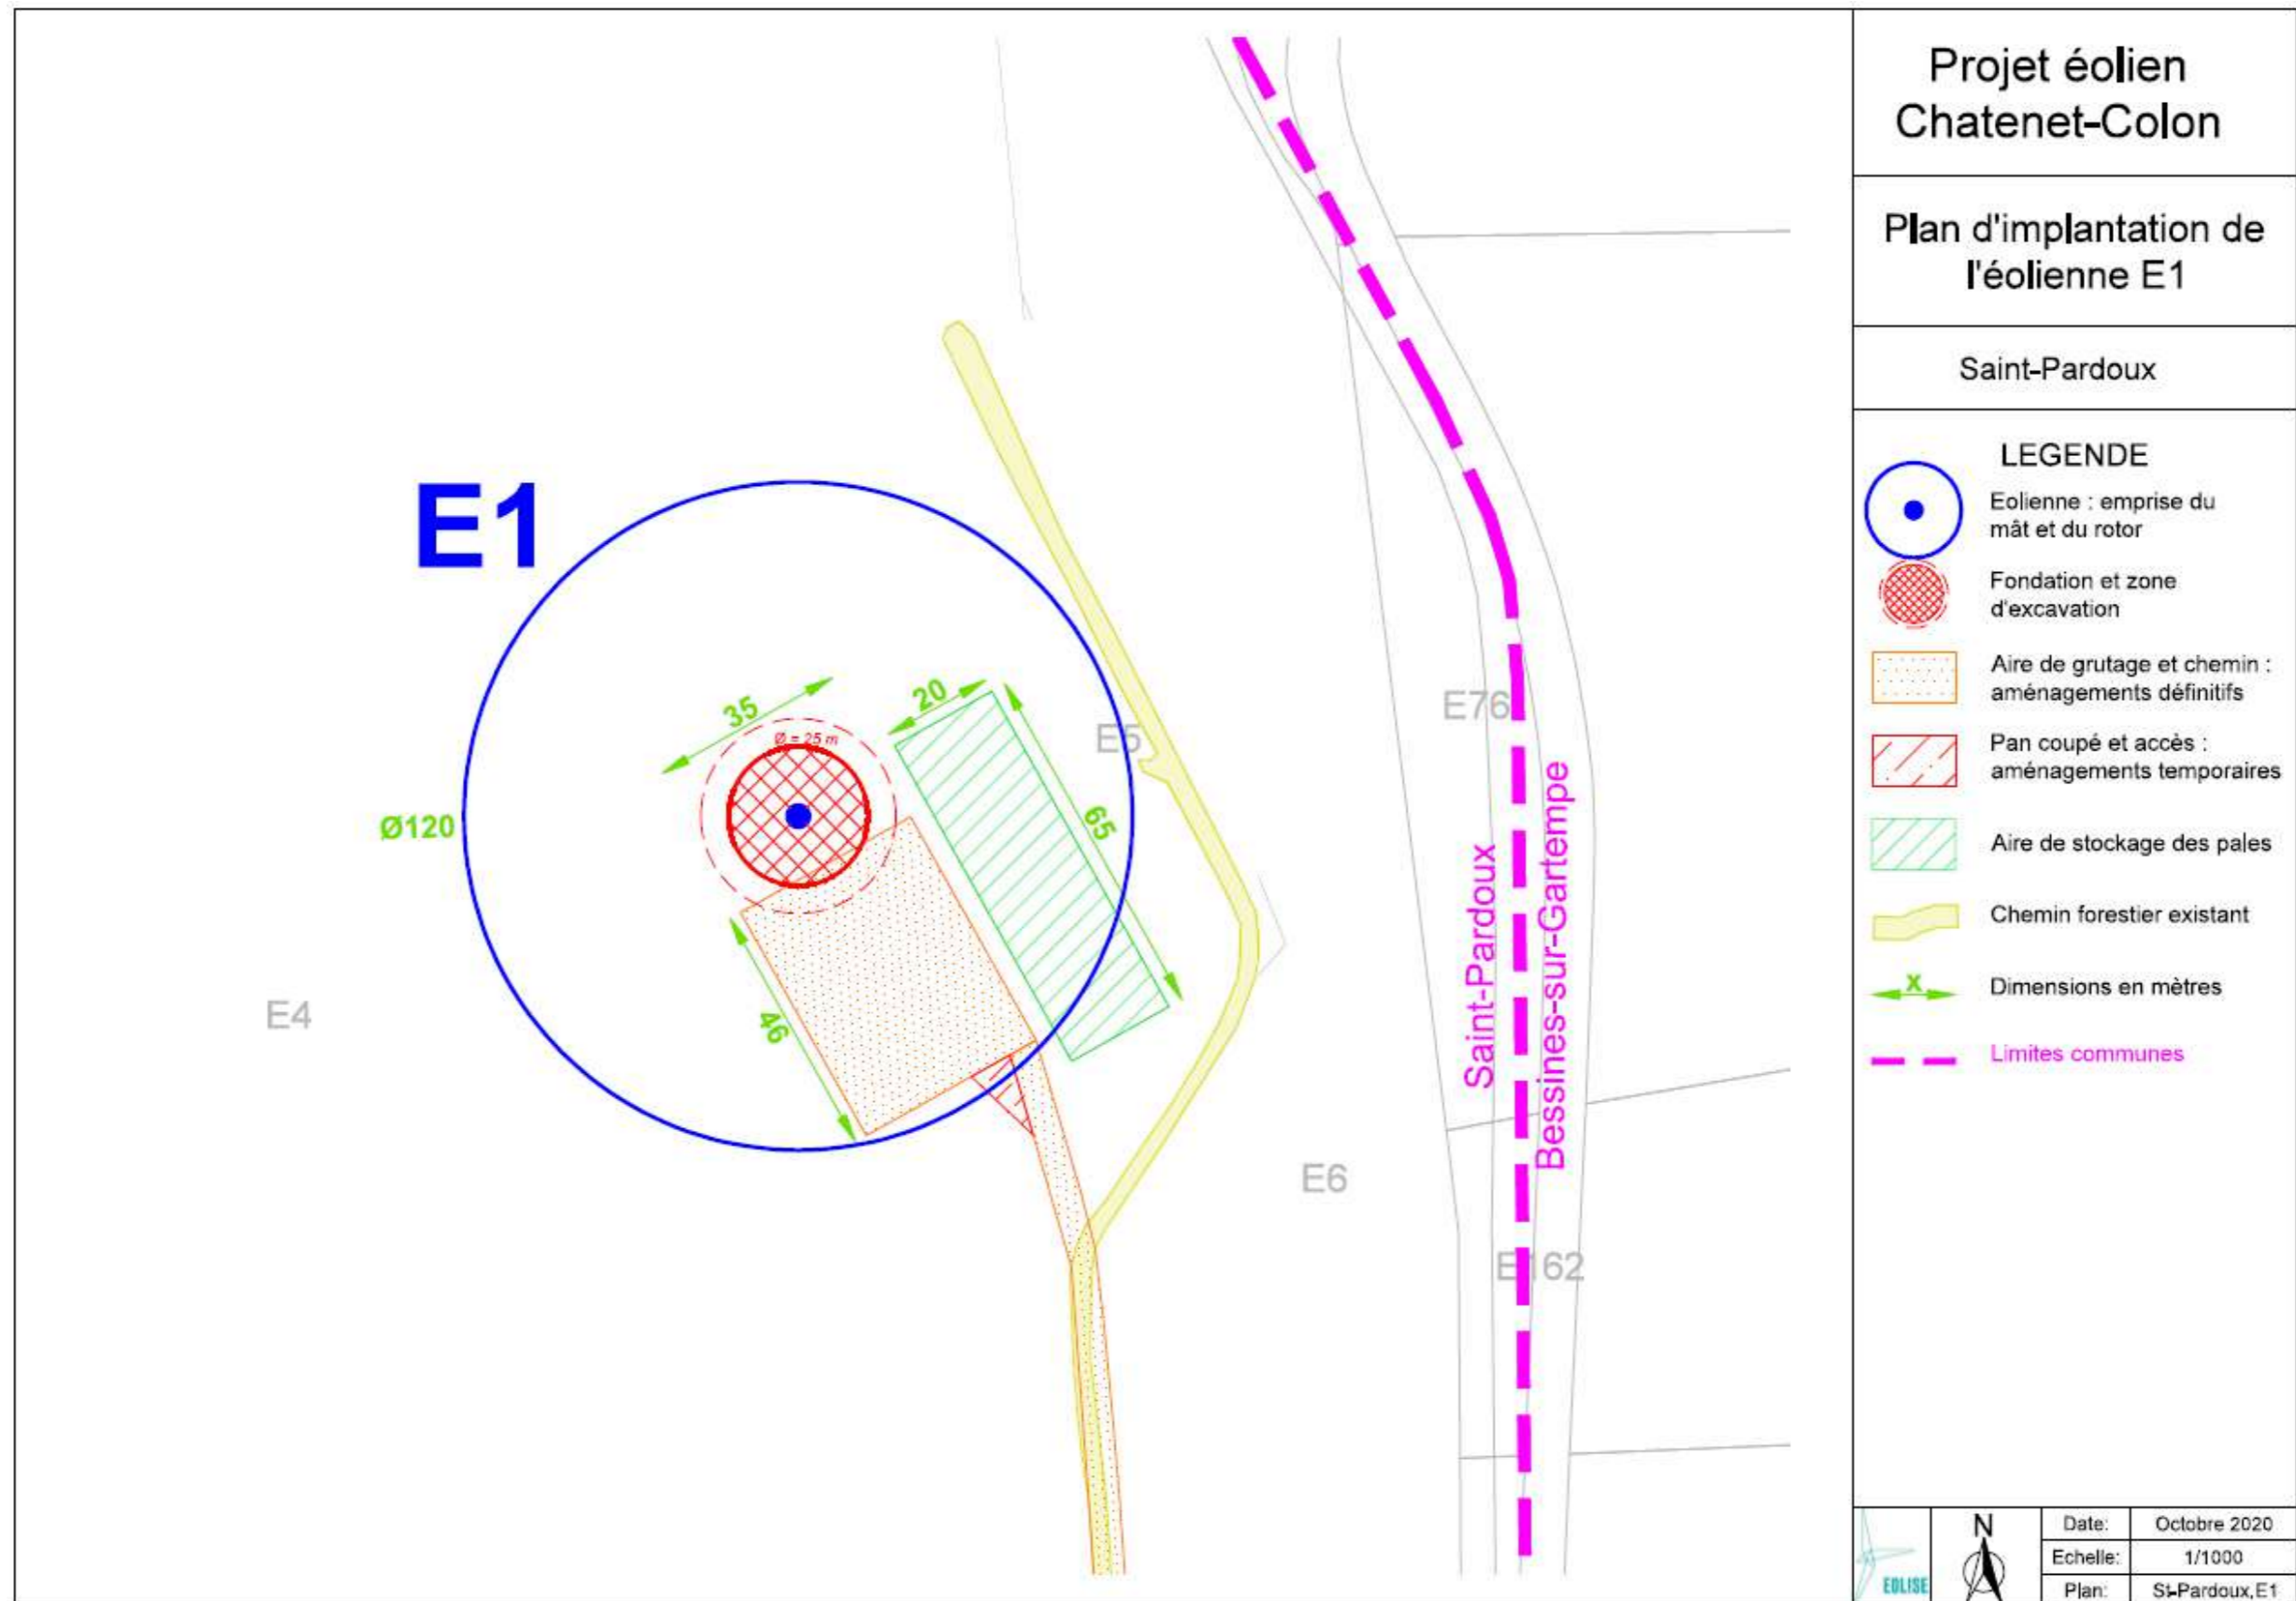 Projet éolien
Chatenet-Colon
Plan d'implantation de
l'éolienne E1
Saint-Pardoux
LEGENDE
Eolienne : emprise du
mât et du rotor
Fondation et zone
d'excavation
Aire de grutage et chemin :
aménagements définitifs
Pan coupé et accès :
aménagements temporaires
Aire de stockage des pales
Chemin forestier existant
X
Dimensions en mètres
Limites communes
E1
35
20
Ø = 25 m
65
Ø120
46
E4
E5
E6
E76
E162
Saint-Pardoux
Bessines-sur-Gartempe
EOLISE
N
Date: Octobre 2020
Echelle: 1/1000
Plan: St-Pardoux,E1